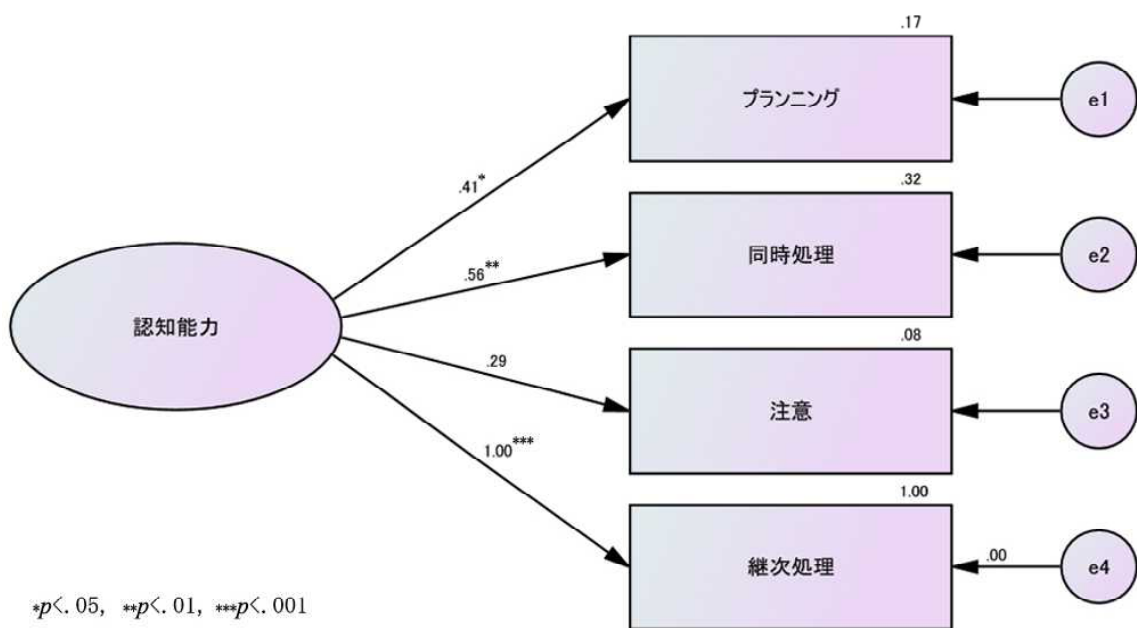 .17
プランニング
e1
.41*
.32
同時処理
e2
.56**
認知能力
.29
.08
注意
e3
1.00***
1.00
継次処理
.00
e4
*p<.05, **p<.01, ***p<.001